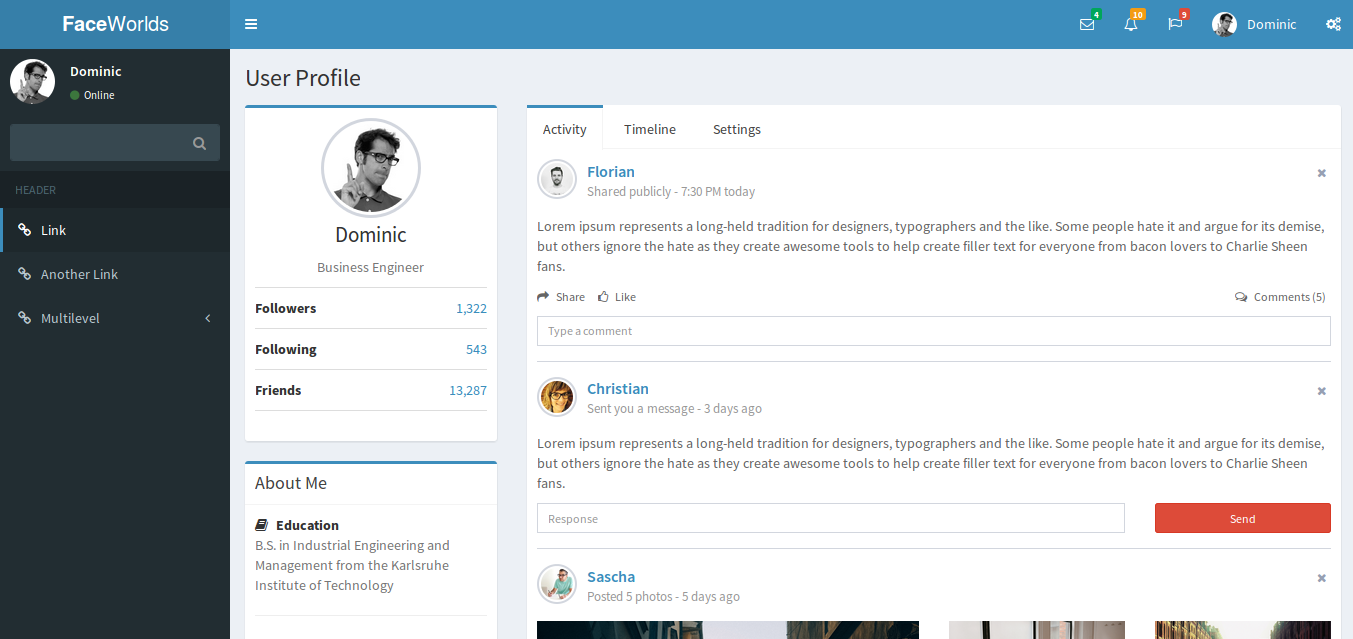 FaceWorlds
4
10
9
Dominic
Dominic
Online
HEADER
Link
Another Link
Multilevel
User Profile
Dominic
Business Engineer
Followers 1,322
Following 543
Friends 13,287
About Me
Education
B.S. in Industrial Engineering and
Management from the Karlsruhe
Institute of Technology
Activity Timeline Settings
Florian
Shared publicly - 7:30 PM today
Lorem ipsum represents a long-held tradition for designers, typographers and the like. Some people hate it and argue for its demise,
but others ignore the hate as they create awesome tools to help create filler text for everyone from bacon lovers to Charlie Sheen
fans.
Share Like Comments (5)
Type a comment
Christian
Sent you a message - 3 days ago
Lorem ipsum represents a long-held tradition for designers, typographers and the like. Some people hate it and argue for its demise,
but others ignore the hate as they create awesome tools to help create filler text for everyone from bacon lovers to Charlie Sheen
fans.
Response Send
Sascha
Posted 5 photos - 5 days ago